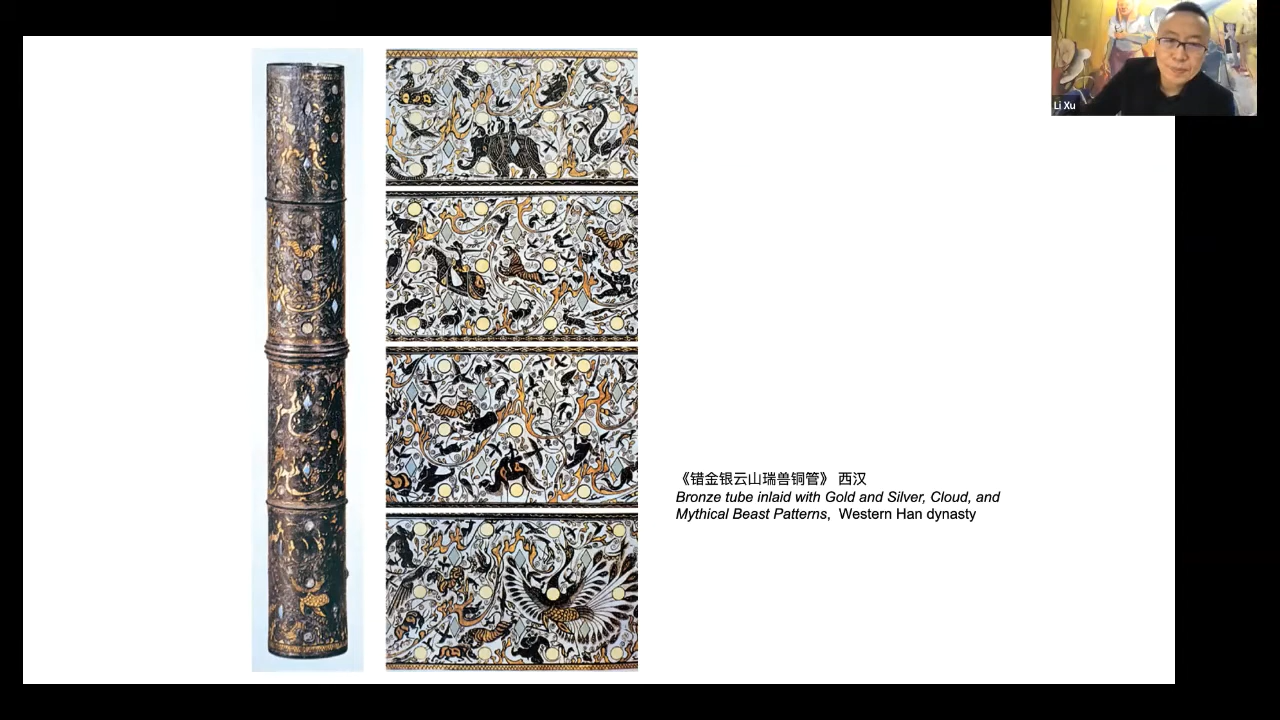 Li Xu
《错金银云山瑞兽铜管》 西汉
Bronze tube inlaid with Gold and Silver, Cloud, and
Mythical Beast Patterns,  Western Han dynasty